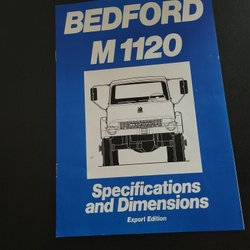 BEDFORD
M 1120
Specifications
and Dimensions
Export Edition